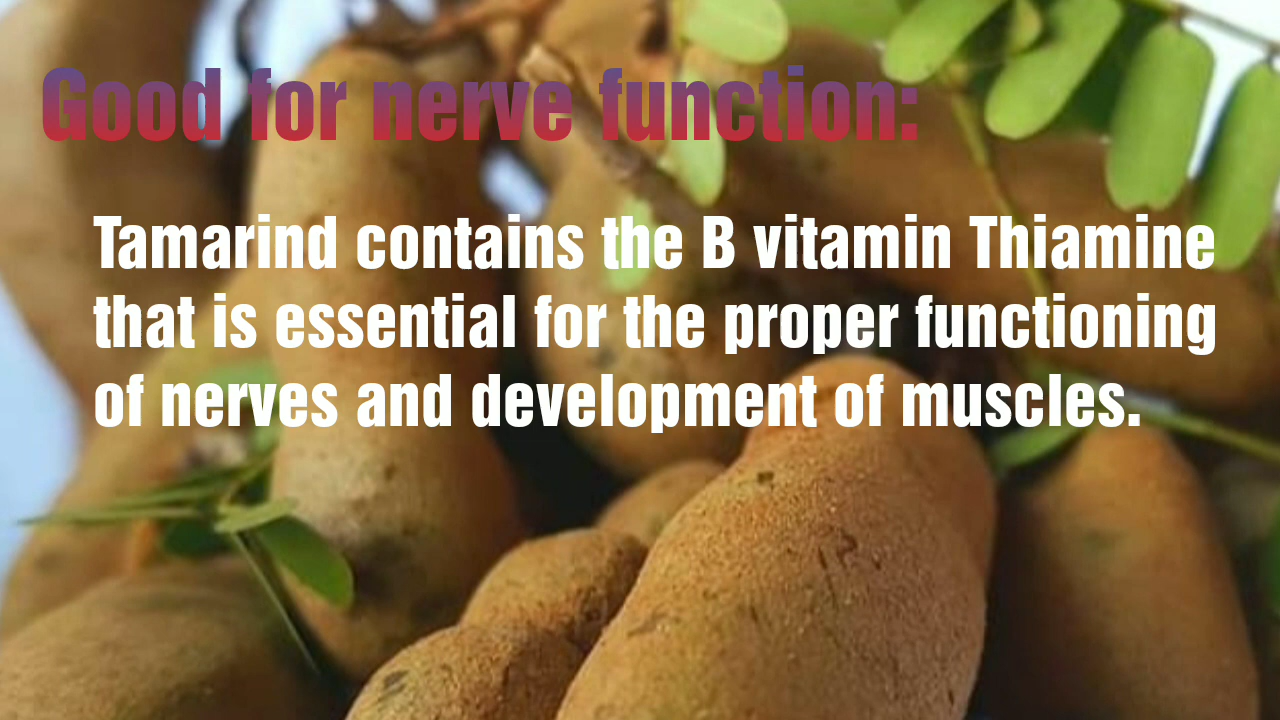 Good for nerve function:
Tamarind contains the B vitamin Thiamine
that is essential for the proper functioning
of nerves and development of muscles.